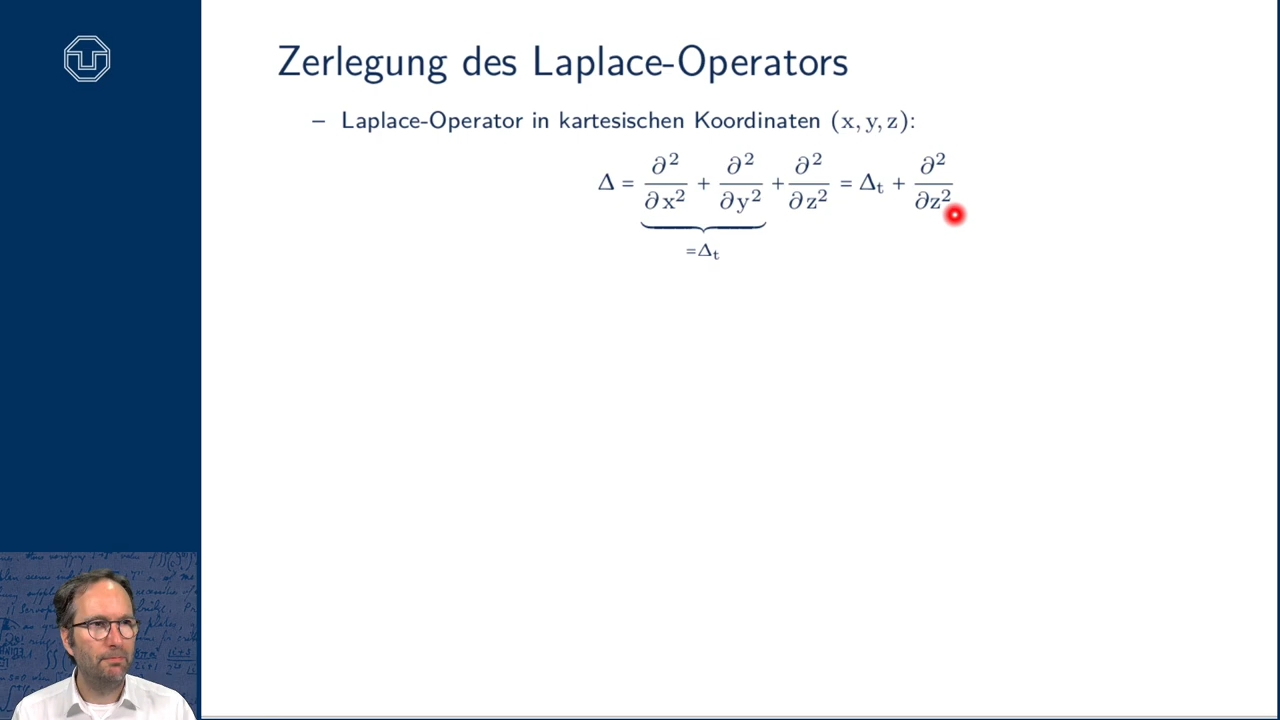 Zerlegung des Laplace-Operators
– Laplace-Operator in kartesischen Koordinaten (x, y, z):
Δ = ∂²/∂x² + ∂²/∂y² + ∂²/∂z² = Δₜ + ∂²/∂z²
=Δₜ